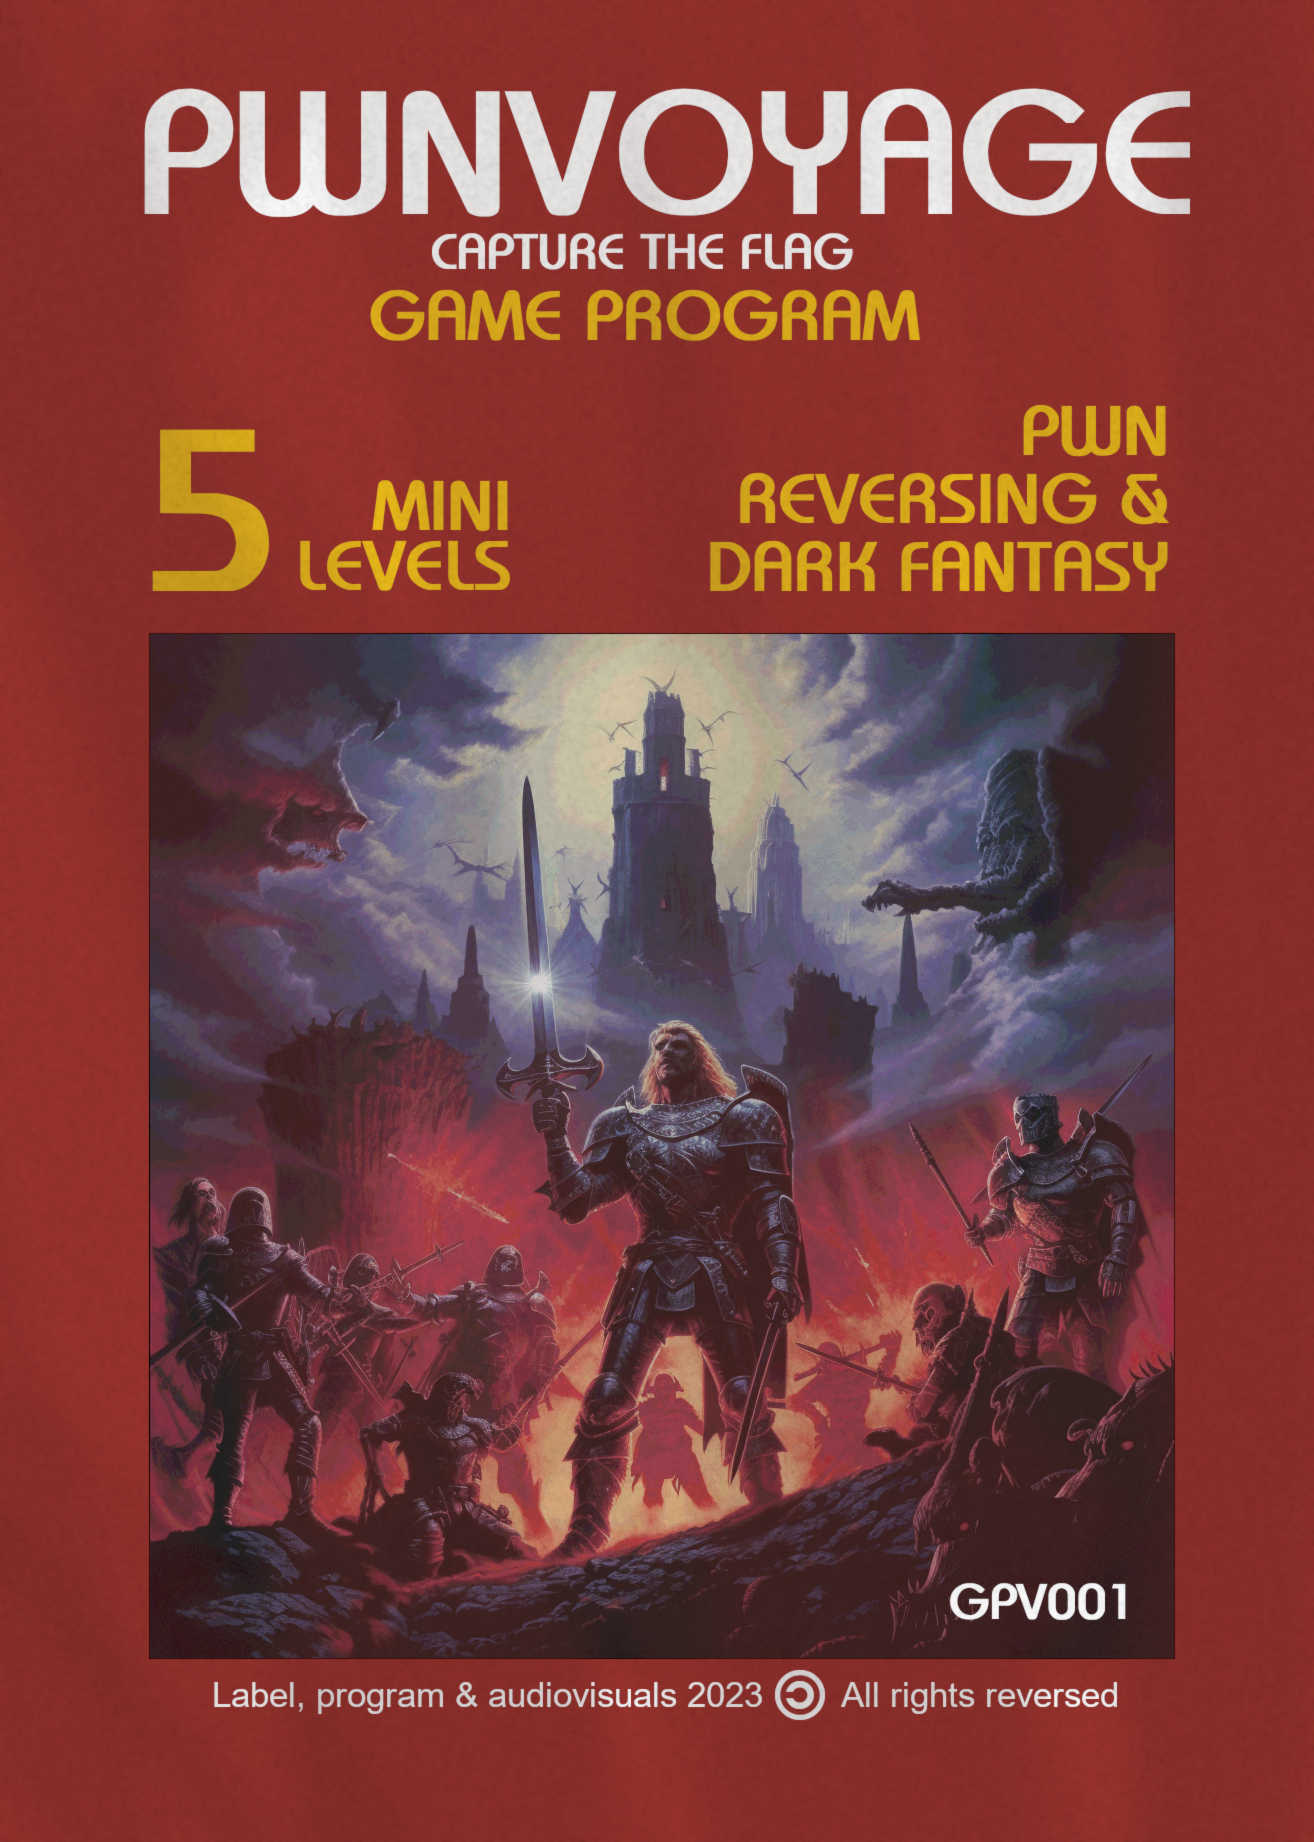 PWNVOYAGE
CAPTURE THE FLAG
GAME PROGRAM
5
MINI
LEVELS
PWN
REVERSING &
DARK FANTASY
GPV001
Label, program & audiovisuals 2023 🄯 All rights reversed